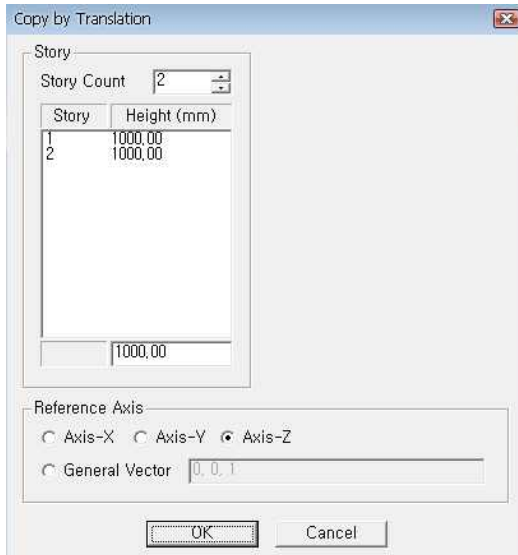 Copy by Translation
Story
Story Count 2
Story Height (mm)
1 1000,00
2 1000,00
1000,00
Reference Axis
Axis-X Axis-Y Axis-Z
General Vector 0, 0, 1
OK Cancel